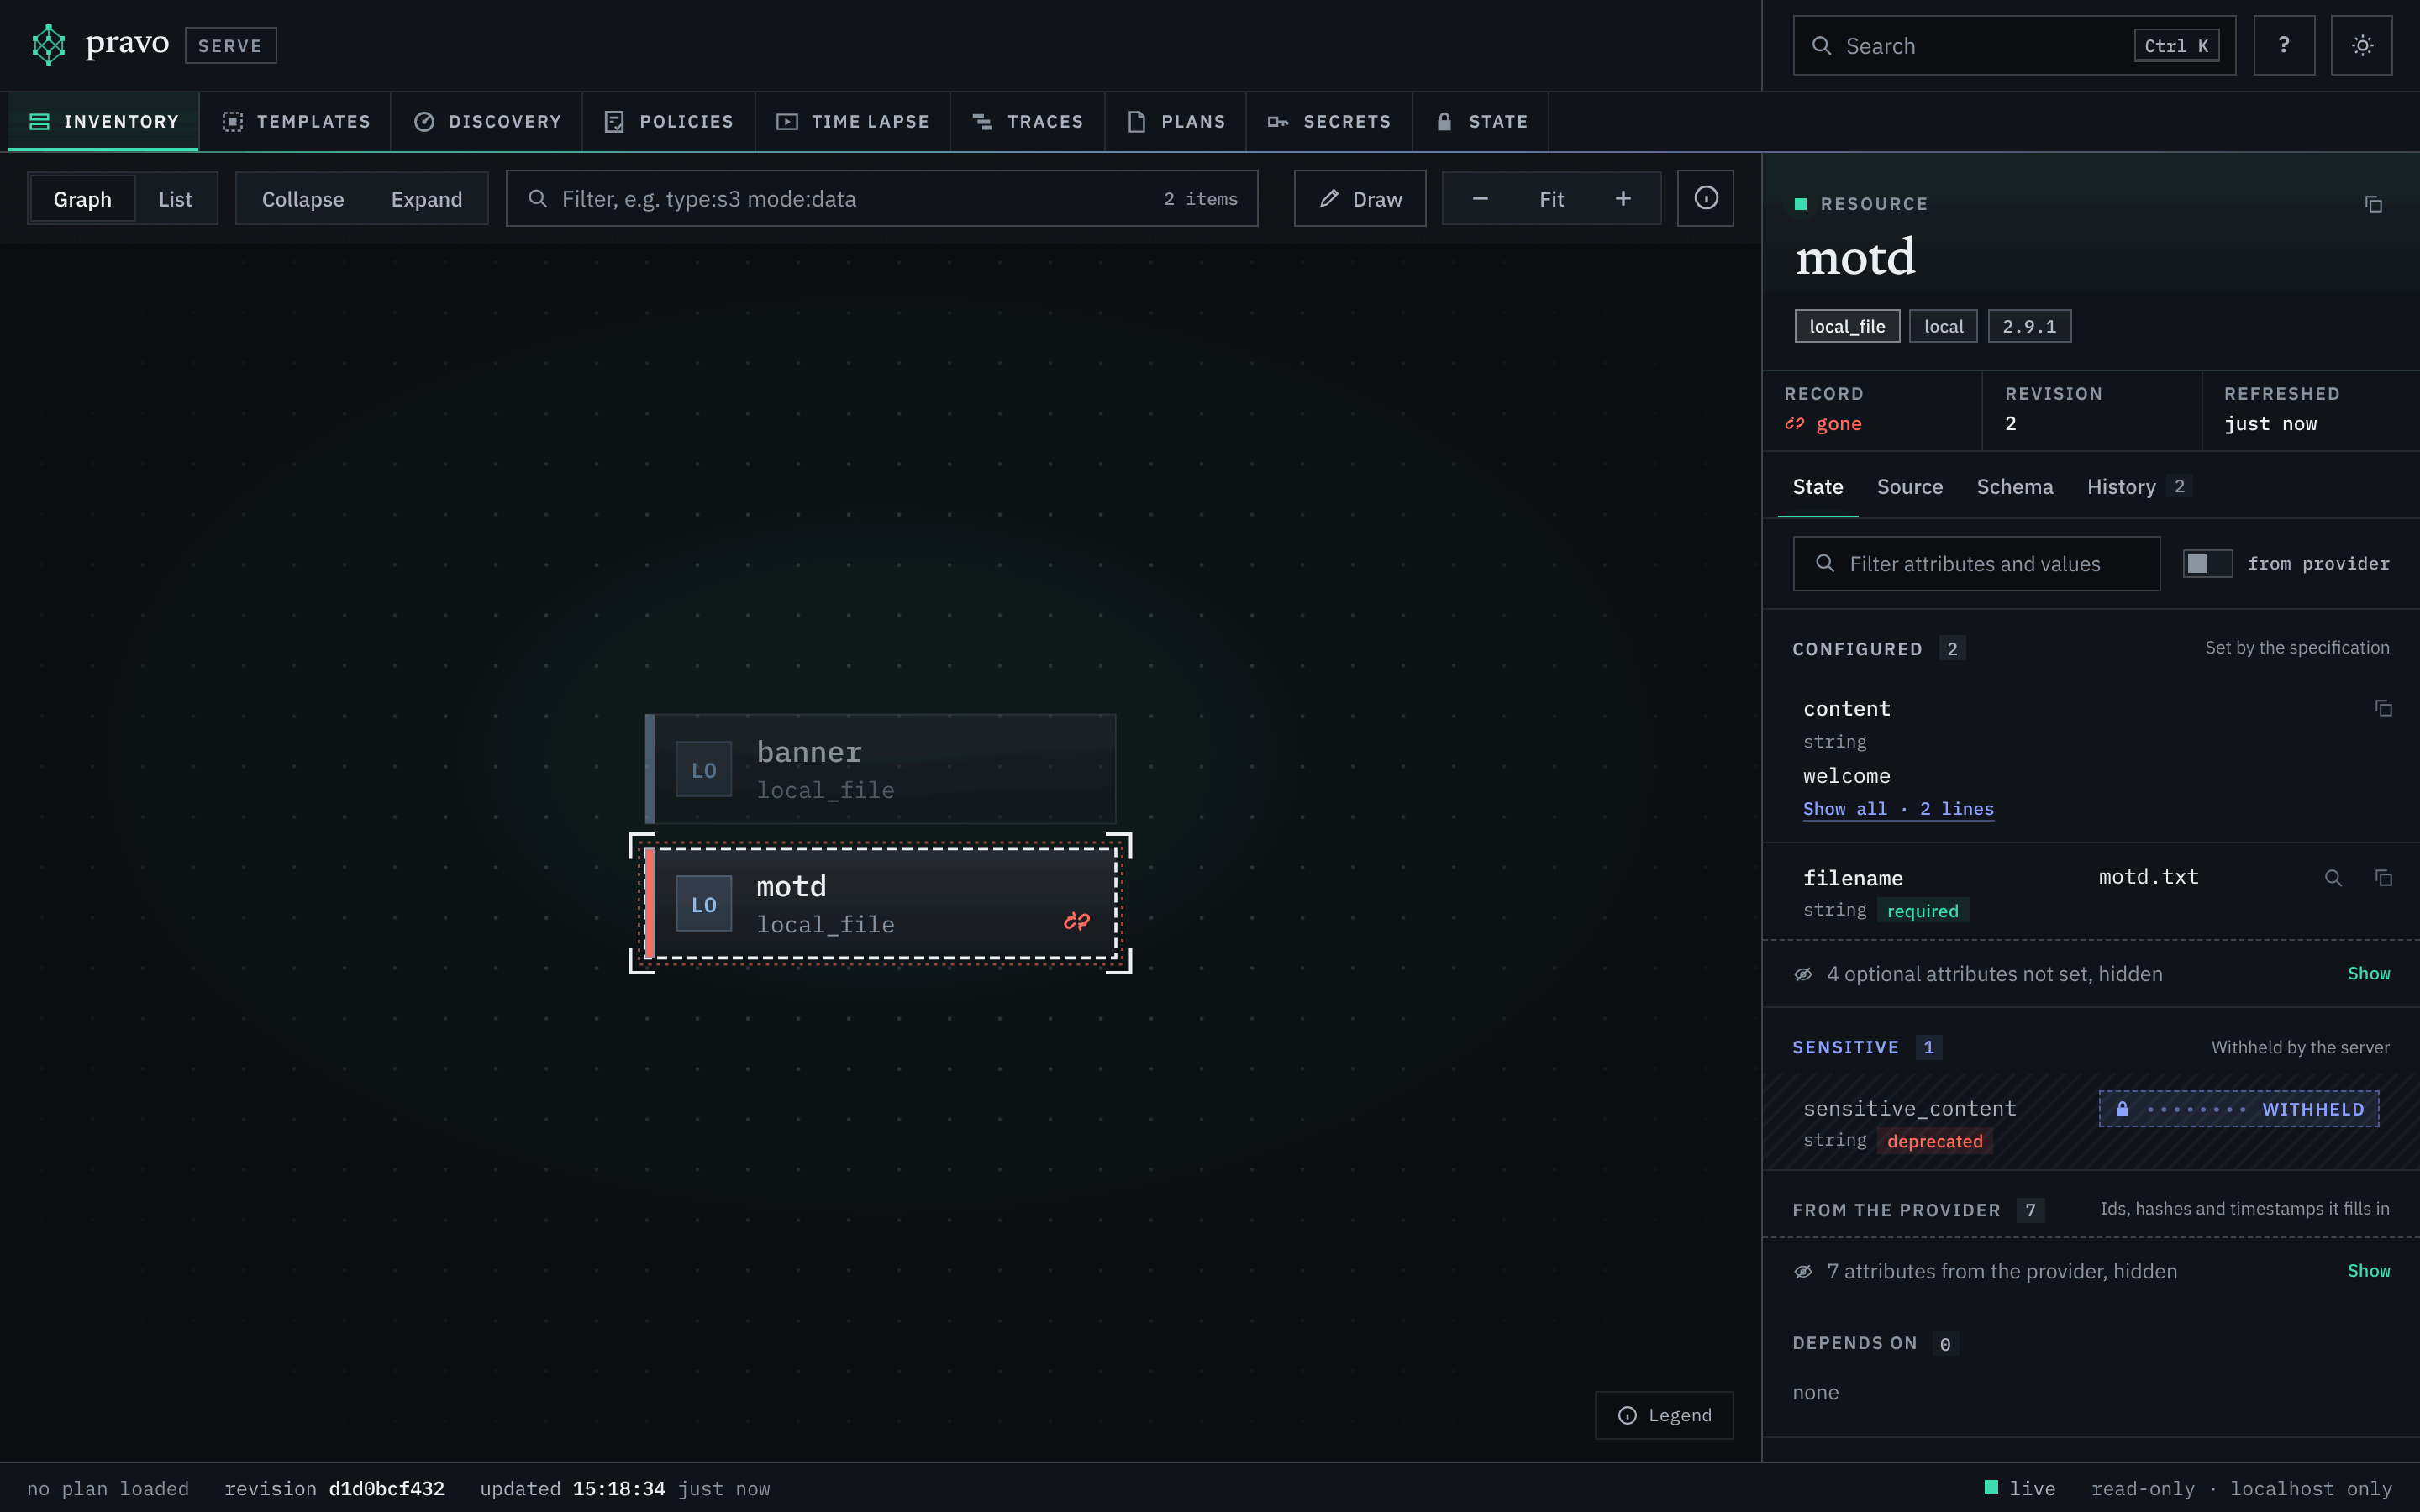 pravo SERVE
Search Ctrl K ?
INVENTORY TEMPLATES DISCOVERY POLICIES TIME LAPSE TRACES PLANS SECRETS STATE
Graph List Collapse Expand Filter, e.g. type:s3 mode:data 2 items Draw − Fit +
banner
LO
local_file
motd
LO
local_file
Legend
RESOURCE
motd
local_file local 2.9.1
RECORD REVISION REFRESHED
gone 2 just now
State Source Schema History 2
Filter attributes and values from provider
CONFIGURED 2 Set by the specification
content
string
welcome
Show all · 2 lines
filename motd.txt
string required
4 optional attributes not set, hidden Show
SENSITIVE 1 Withheld by the server
sensitive_content WITHHELD
string deprecated
FROM THE PROVIDER 7 Ids, hashes and timestamps it fills in
7 attributes from the provider, hidden Show
DEPENDS ON 0
none
no plan loaded revision d1d0bcf432 updated 15:18:34 just now live read-only · localhost only